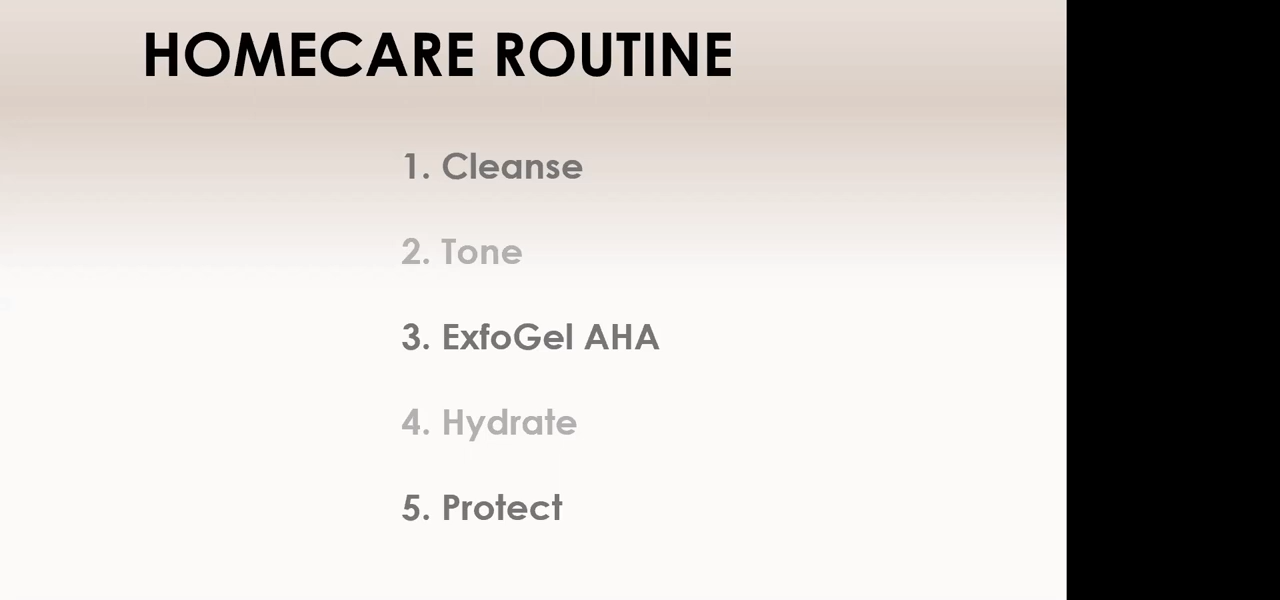 HOMECARE ROUTINE
1. Cleanse
2. Tone
3. ExfoGel AHA
4. Hydrate
5. Protect